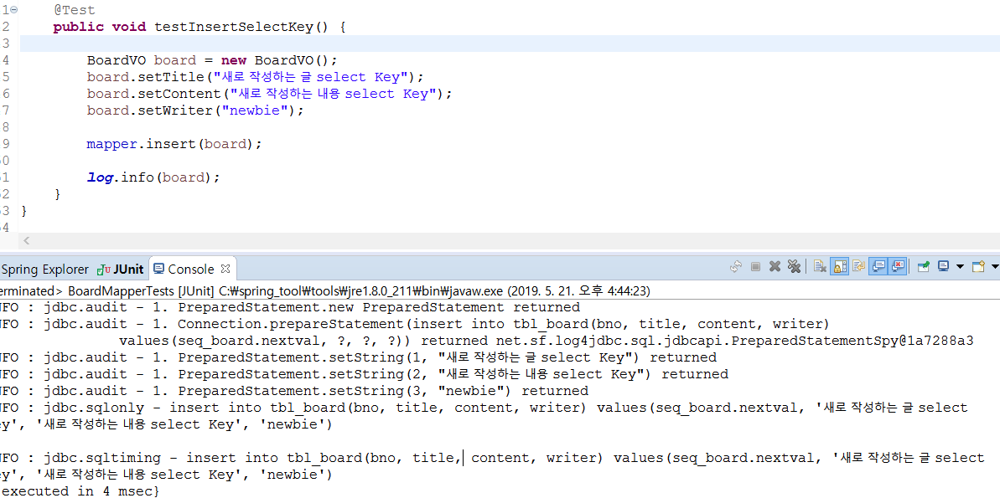 1 @Test
2 public void testInsertSelectKey() {
3
4 BoardVO board = new BoardVO();
5 board.setTitle("새로 작성하는 글 select Key");
6 board.setContent("새로 작성하는 내용 select Key");
7 board.setWriter("newbie");
8
9 mapper.insert(board);
0
1 log.info(board);
2 }
3 }
4
Spring Explorer JUnit Console
erminated> BoardMapperTests [JUnit] C:₩spring_tool₩tools₩jre1.8.0_211₩bin₩javaw.exe (2019. 5. 21. 오후 4:44:23)
NFO : jdbc.audit - 1. PreparedStatement.new PreparedStatement returned
NFO : jdbc.audit - 1. Connection.prepareStatement(insert into tbl_board(bno, title, content, writer)
values(seq_board.nextval, ?, ?, ?)) returned net.sf.log4jdbc.sql.jdbcapi.PreparedStatementSpy@1a7288a3
NFO : jdbc.audit - 1. PreparedStatement.setString(1, "새로 작성하는 글 select Key") returned
NFO : jdbc.audit - 1. PreparedStatement.setString(2, "새로 작성하는 내용 select Key") returned
NFO : jdbc.audit - 1. PreparedStatement.setString(3, "newbie") returned
NFO : jdbc.sqlonly - insert into tbl_board(bno, title, content, writer) values(seq_board.nextval, '새로 작성하는 글 select
ey', '새로 작성하는 내용 select Key', 'newbie')
NFO : jdbc.sqltiming - insert into tbl_board(bno, title, content, writer) values(seq_board.nextval, '새로 작성하는 글 select
ey', '새로 작성하는 내용 select Key', 'newbie')
executed in 4 msec}